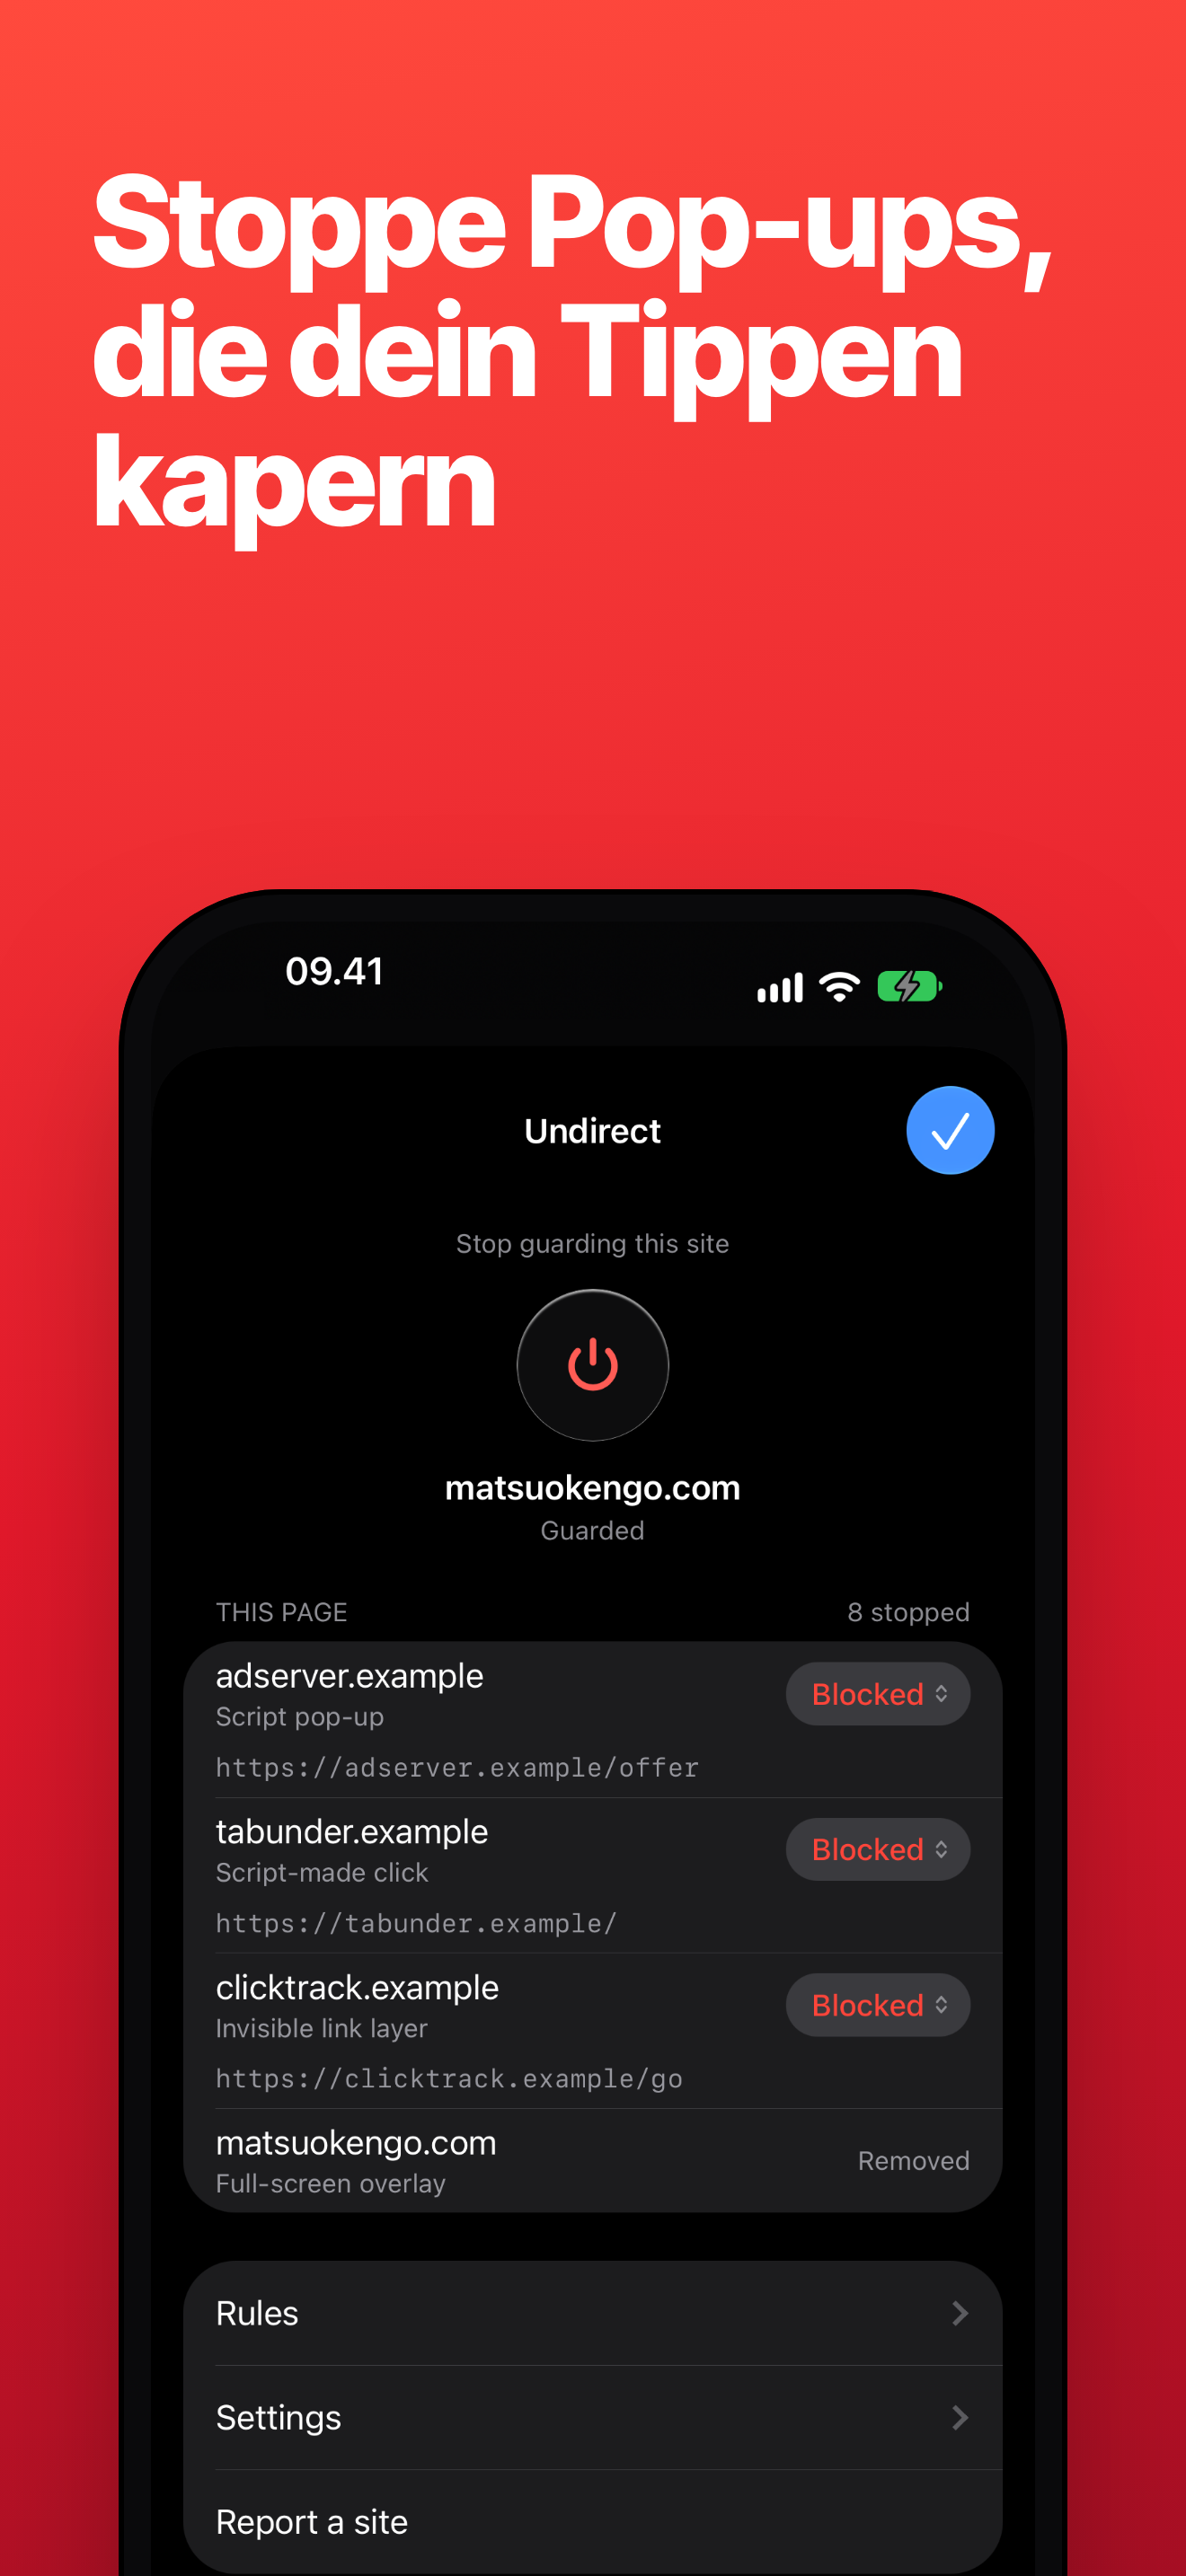 Stoppe Pop-ups,
die dein Tippen
kapern
09.41
Undirect
Stop guarding this site
matsuokengo.com
Guarded
THIS PAGE 8 stopped
adserver.example Blocked
Script pop-up
https://adserver.example/offer
tabunder.example Blocked
Script-made click
https://tabunder.example/
clicktrack.example Blocked
Invisible link layer
https://clicktrack.example/go
matsuokengo.com Removed
Full-screen overlay
Rules
Settings
Report a site